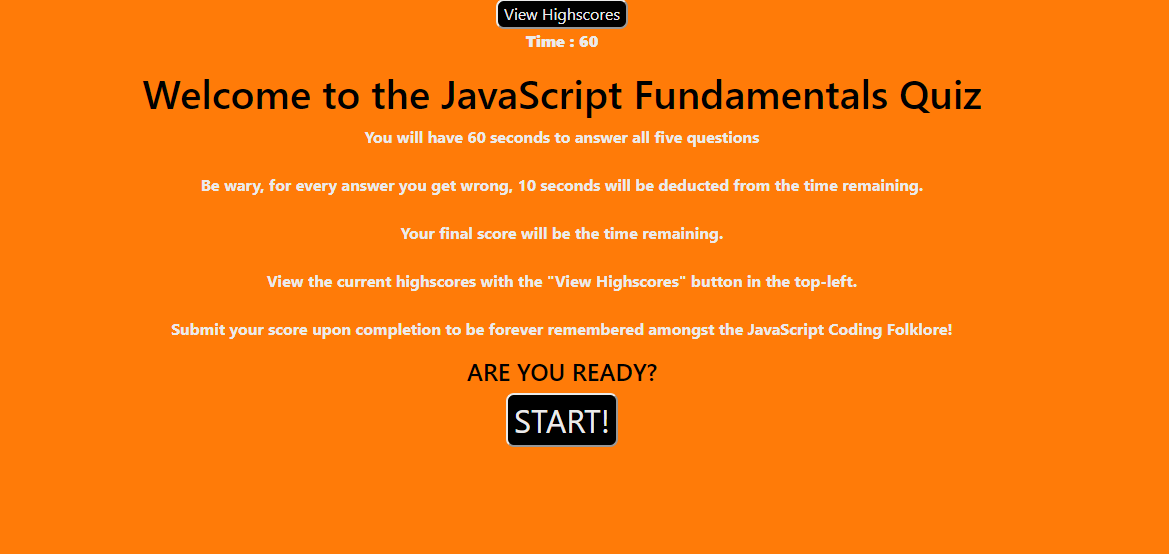 View Highscores
Time : 60
Welcome to the JavaScript Fundamentals Quiz
You will have 60 seconds to answer all five questions
Be wary, for every answer you get wrong, 10 seconds will be deducted from the time remaining.
Your final score will be the time remaining.
View the current highscores with the "View Highscores" button in the top-left.
Submit your score upon completion to be forever remembered amongst the JavaScript Coding Folklore!
ARE YOU READY?
START!